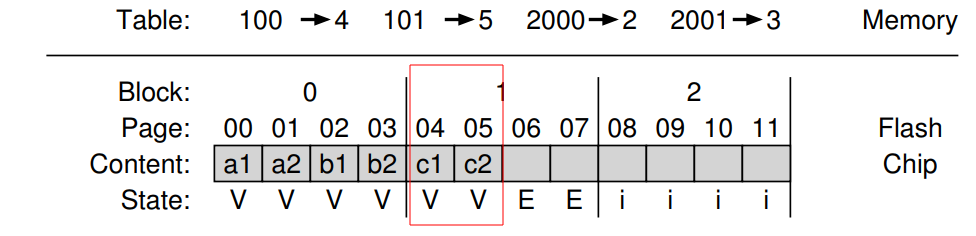 Table: 100 → 4 101 → 5 2000 → 2 2001 → 3 Memory
Block: 0 1 2
Page: 00 01 02 03 04 05 06 07 08 09 10 11 Flash
Content: a1 a2 b1 b2 c1 c2 Chip
State: V V V V V V E E i i i i